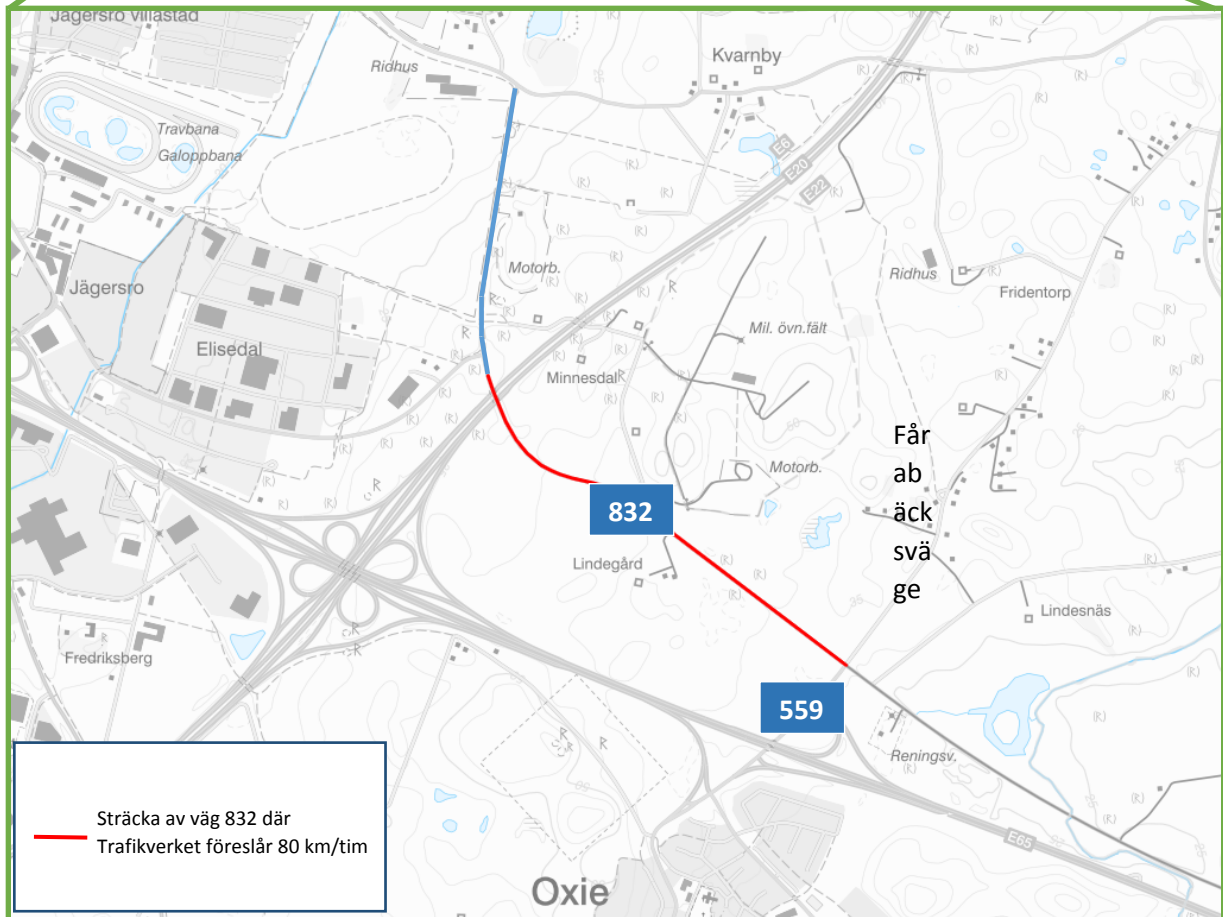 Jägersro villastad
Kvarnby
Ridhus
(R)
Travbana
Galoppbana
E6
E20
E22
(R)
Motorb.
Ridhus
Jägersro
Fridentorp
Mil. övn.fält
Elisedal
Minnesdal
Får
ab
äck
svä
ge
Motorb.
832
Lindegård
Lindesnäs
Fredriksberg
559
Reningsv.
Sträcka av väg 832 där
Trafikverket föreslår 80 km/tim
E65
Oxie